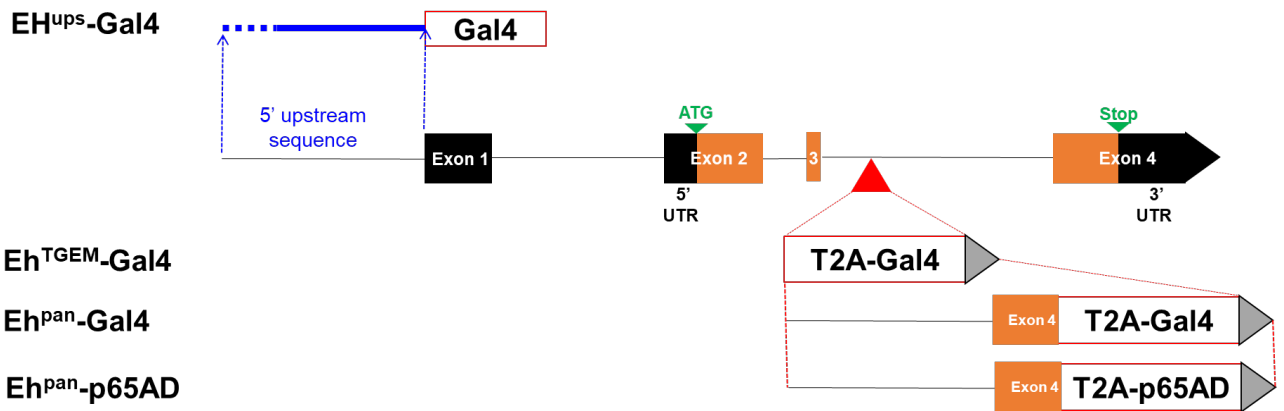 EHups-Gal4
Gal4
5’ upstream
sequence
ATG
Stop
Exon 1
Exon 2
3
Exon 4
5’
UTR
3’
UTR
EhTGEM-Gal4
T2A-Gal4
Ehpan-Gal4
Exon 4
T2A-Gal4
Ehpan-p65AD
Exon 4
T2A-p65AD